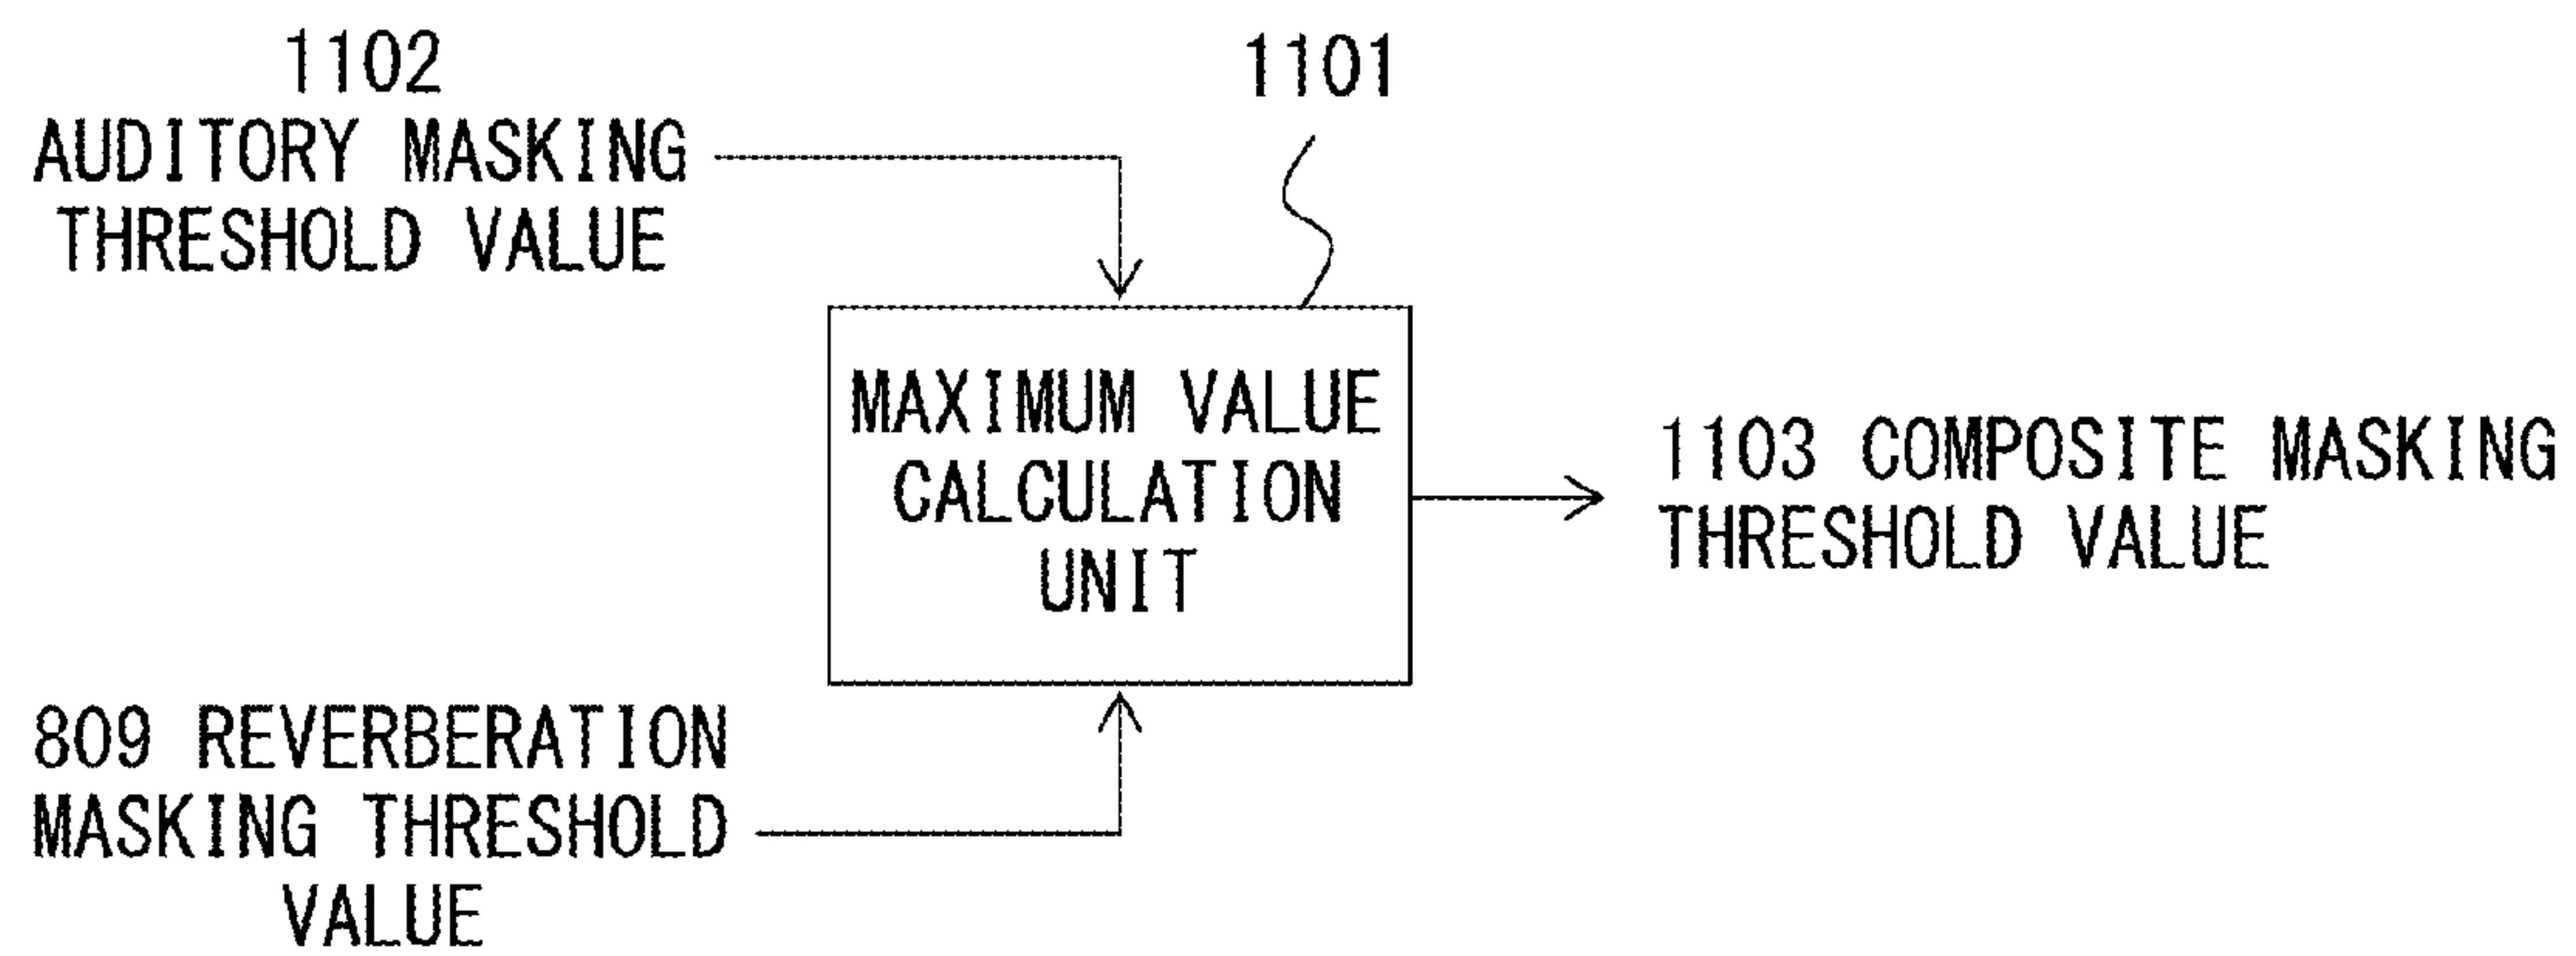 1102
AUDITORY MASKING
THRESHOLD VALUE
1101
MAXIMUM VALUE
CALCULATION
UNIT
1103 COMPOSITE MASKING
THRESHOLD VALUE
809 REVERBERATION
MASKING THRESHOLD
VALUE